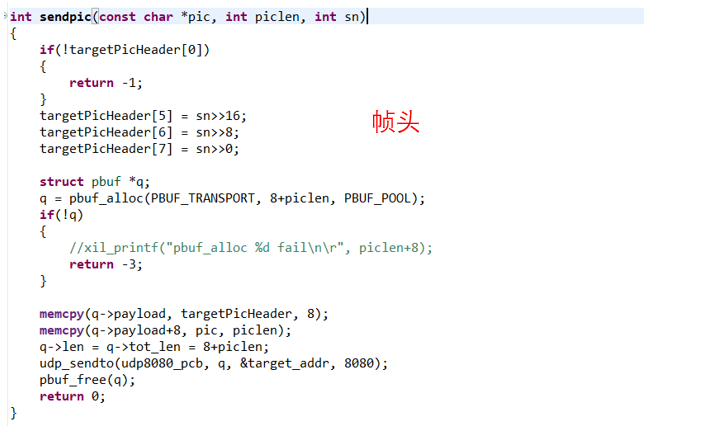 int sendpic(const char *pic, int piclen, int sn)
{
    if(!targetPicHeader[0])
    {
        return -1;
    }
    targetPicHeader[5] = sn>>16;
    targetPicHeader[6] = sn>>8;
    targetPicHeader[7] = sn>>0;
帧头

    struct pbuf *q;
    q = pbuf_alloc(PBUF_TRANSPORT, 8+piclen, PBUF_POOL);
    if(!q)
    {
        //xil_printf("pbuf_alloc %d fail\n\r", piclen+8);
        return -3;
    }

    memcpy(q->payload, targetPicHeader, 8);
    memcpy(q->payload+8, pic, piclen);
    q->len = q->tot_len = 8+piclen;
    udp_sendto(udp8080_pcb, q, &target_addr, 8080);
    pbuf_free(q);
    return 0;
}